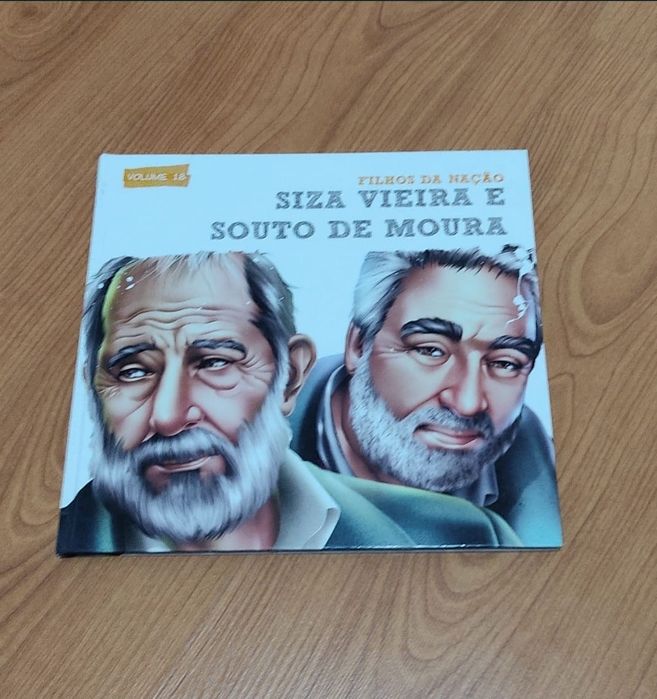 VOLUME 18
FILHOS DA NAÇÃO
SIZA VIEIRA E
SOUTO DE MOURA